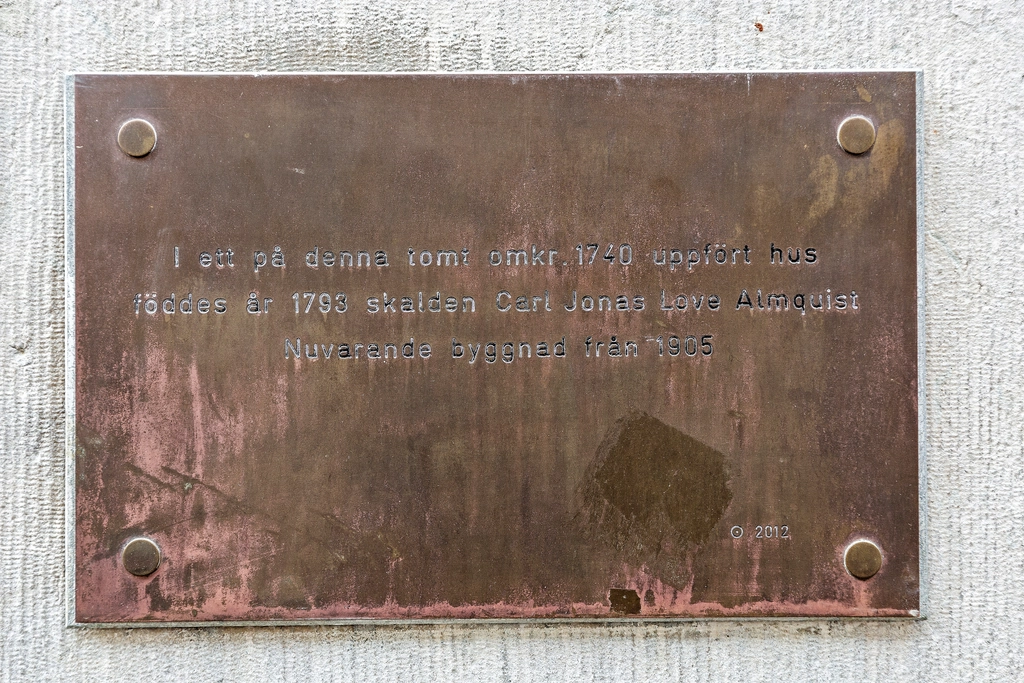 I ett på denna tomt omkr. 1740 uppfört hus
föddes år 1793 skalden Carl Jonas Love Almquist
Nuvarande byggnad från 1905
© 2012